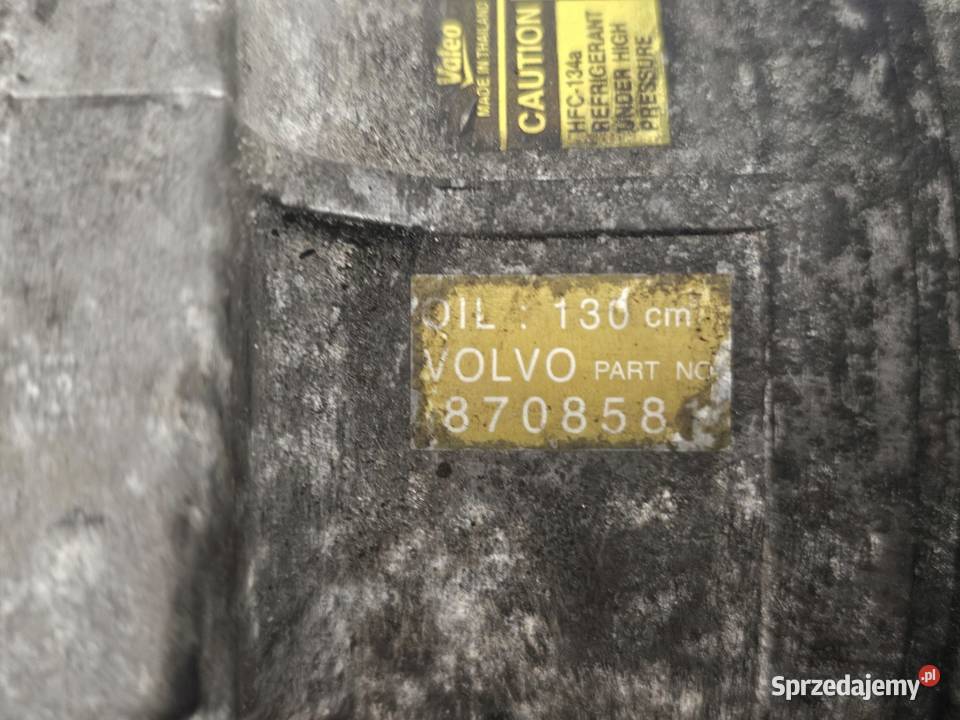 Valeo
MADE IN THAILAND
CAUTION
HFC-134a
REFRIGERANT
UNDER HIGH
PRESSURE
OIL : 130 cm³
VOLVO PART NO
870858
Sprzedajemy.pl